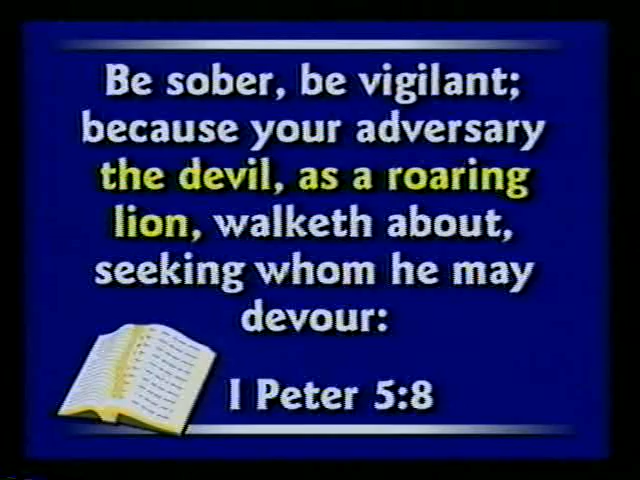 Be sober, be vigilant;
because your adversary
the devil, as a roaring
lion, walketh about,
seeking whom he may
devour:
I Peter 5:8